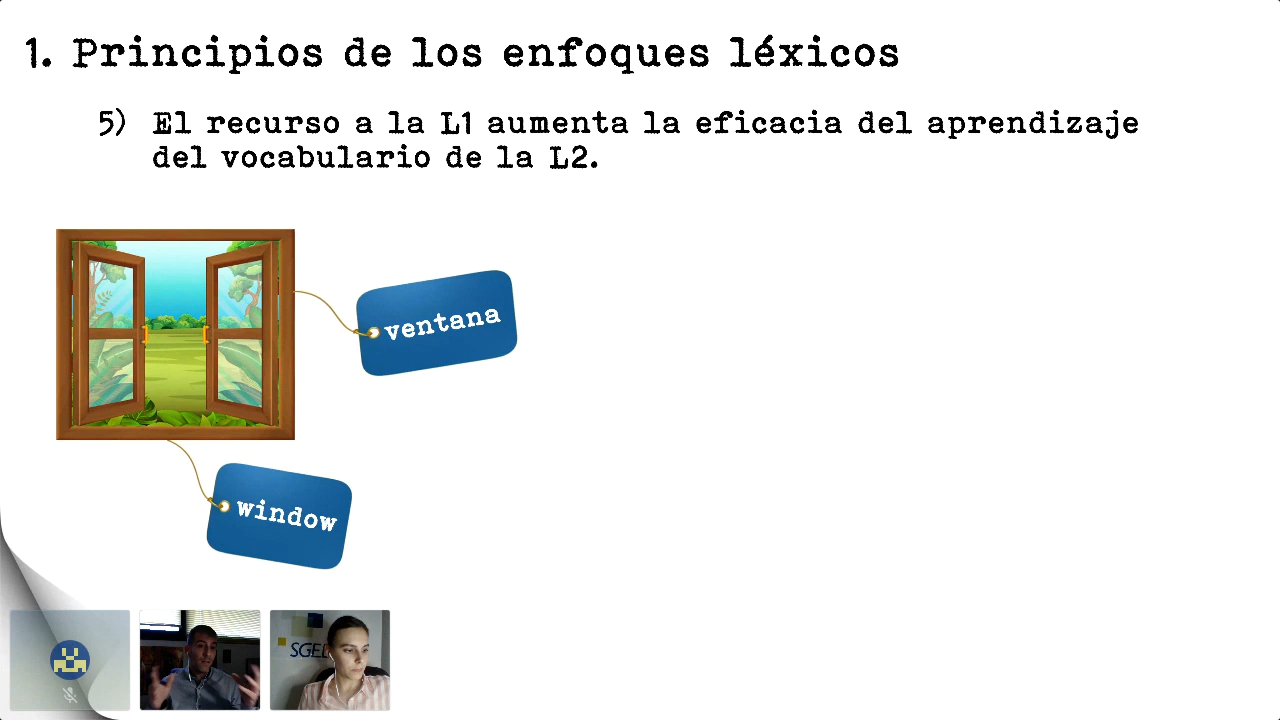 1. Principios de los enfoques léxicos
5) El recurso a la L1 aumenta la eficacia del aprendizaje
del vocabulario de la L2.
ventana
window